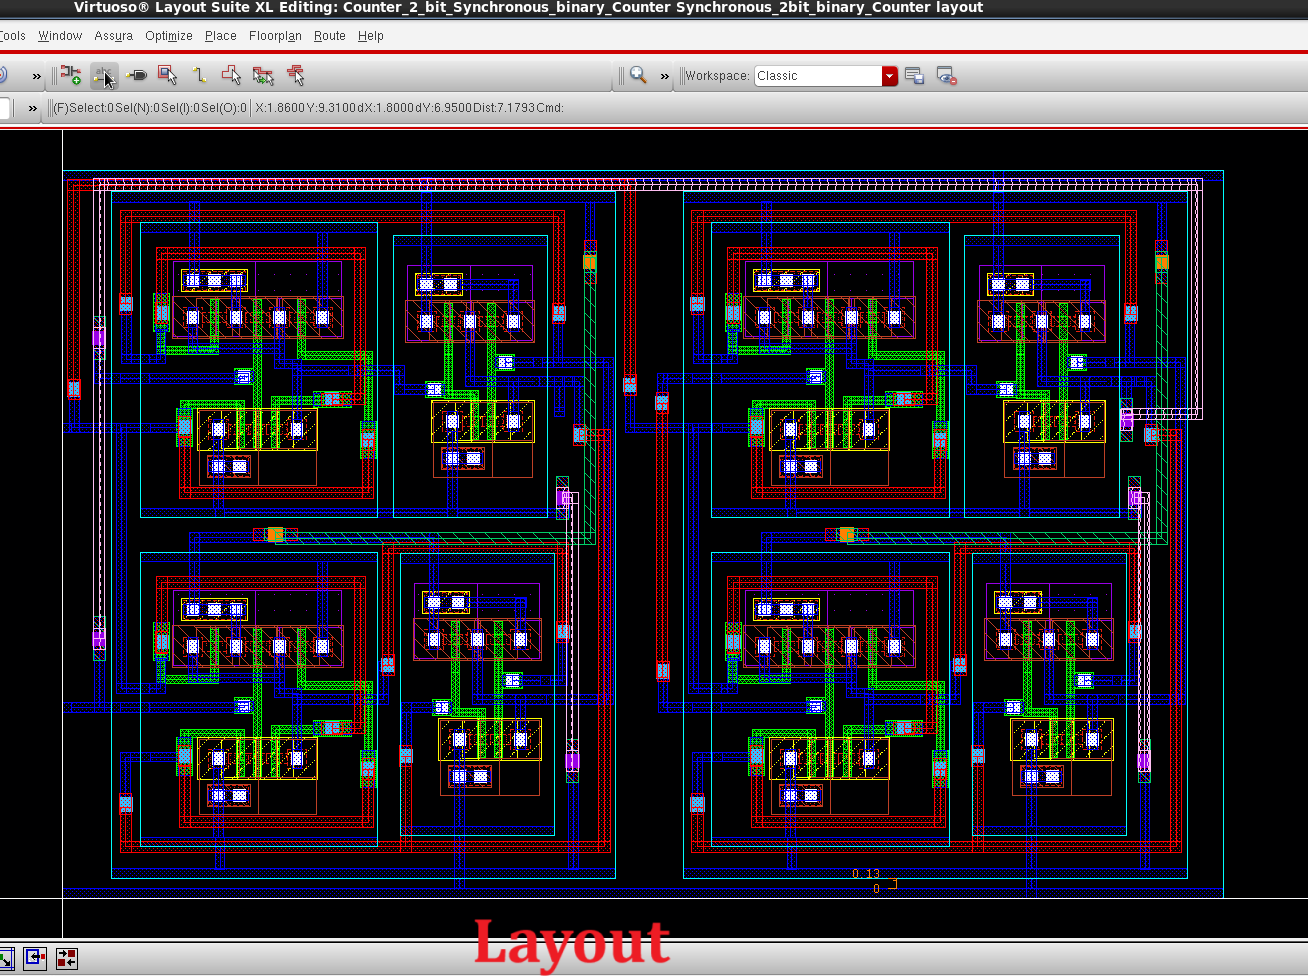 Virtuoso® Layout Suite XL Editing: Counter_2_bit_Synchronous_binary_Counter Synchronous_2bit_binary_Counter layout
Tools Window Assura Optimize Place Floorplan Route Help
» abc » Workspace: Classic
» (F)Select:0 Sel(N):0 Sel(I):0 Sel(O):0 X:1.8600 Y:9.3100 dX:1.8000 dY:6.9500 Dist:7.1793 Cmd:
0.13
0
Layout